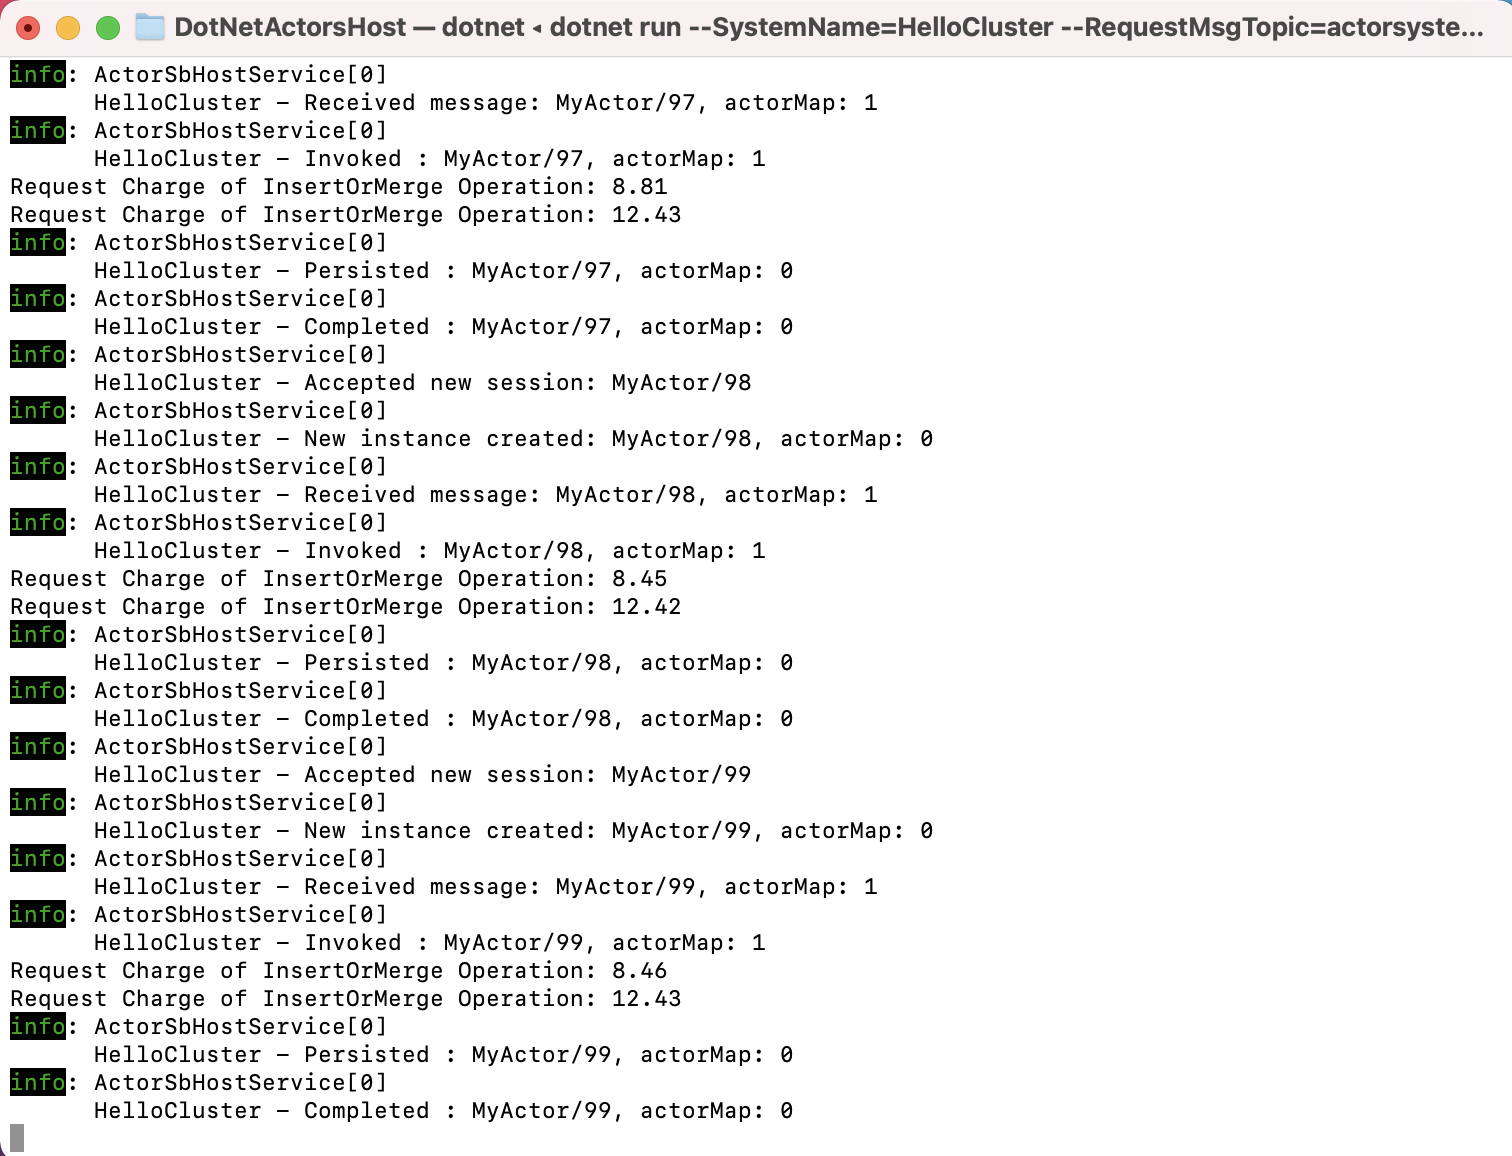 DotNetActorsHost — dotnet ◂ dotnet run --SystemName=HelloCluster --RequestMsgTopic=actorsyste...
info: ActorSbHostService[0]
HelloCluster – Received message: MyActor/97, actorMap: 1
info: ActorSbHostService[0]
HelloCluster – Invoked : MyActor/97, actorMap: 1
Request Charge of InsertOrMerge Operation: 8.81
Request Charge of InsertOrMerge Operation: 12.43
info: ActorSbHostService[0]
HelloCluster – Persisted : MyActor/97, actorMap: 0
info: ActorSbHostService[0]
HelloCluster – Completed : MyActor/97, actorMap: 0
info: ActorSbHostService[0]
HelloCluster – Accepted new session: MyActor/98
info: ActorSbHostService[0]
HelloCluster – New instance created: MyActor/98, actorMap: 0
info: ActorSbHostService[0]
HelloCluster – Received message: MyActor/98, actorMap: 1
info: ActorSbHostService[0]
HelloCluster – Invoked : MyActor/98, actorMap: 1
Request Charge of InsertOrMerge Operation: 8.45
Request Charge of InsertOrMerge Operation: 12.42
info: ActorSbHostService[0]
HelloCluster – Persisted : MyActor/98, actorMap: 0
info: ActorSbHostService[0]
HelloCluster – Completed : MyActor/98, actorMap: 0
info: ActorSbHostService[0]
HelloCluster – Accepted new session: MyActor/99
info: ActorSbHostService[0]
HelloCluster – New instance created: MyActor/99, actorMap: 0
info: ActorSbHostService[0]
HelloCluster – Received message: MyActor/99, actorMap: 1
info: ActorSbHostService[0]
HelloCluster – Invoked : MyActor/99, actorMap: 1
Request Charge of InsertOrMerge Operation: 8.46
Request Charge of InsertOrMerge Operation: 12.43
info: ActorSbHostService[0]
HelloCluster – Persisted : MyActor/99, actorMap: 0
info: ActorSbHostService[0]
HelloCluster – Completed : MyActor/99, actorMap: 0